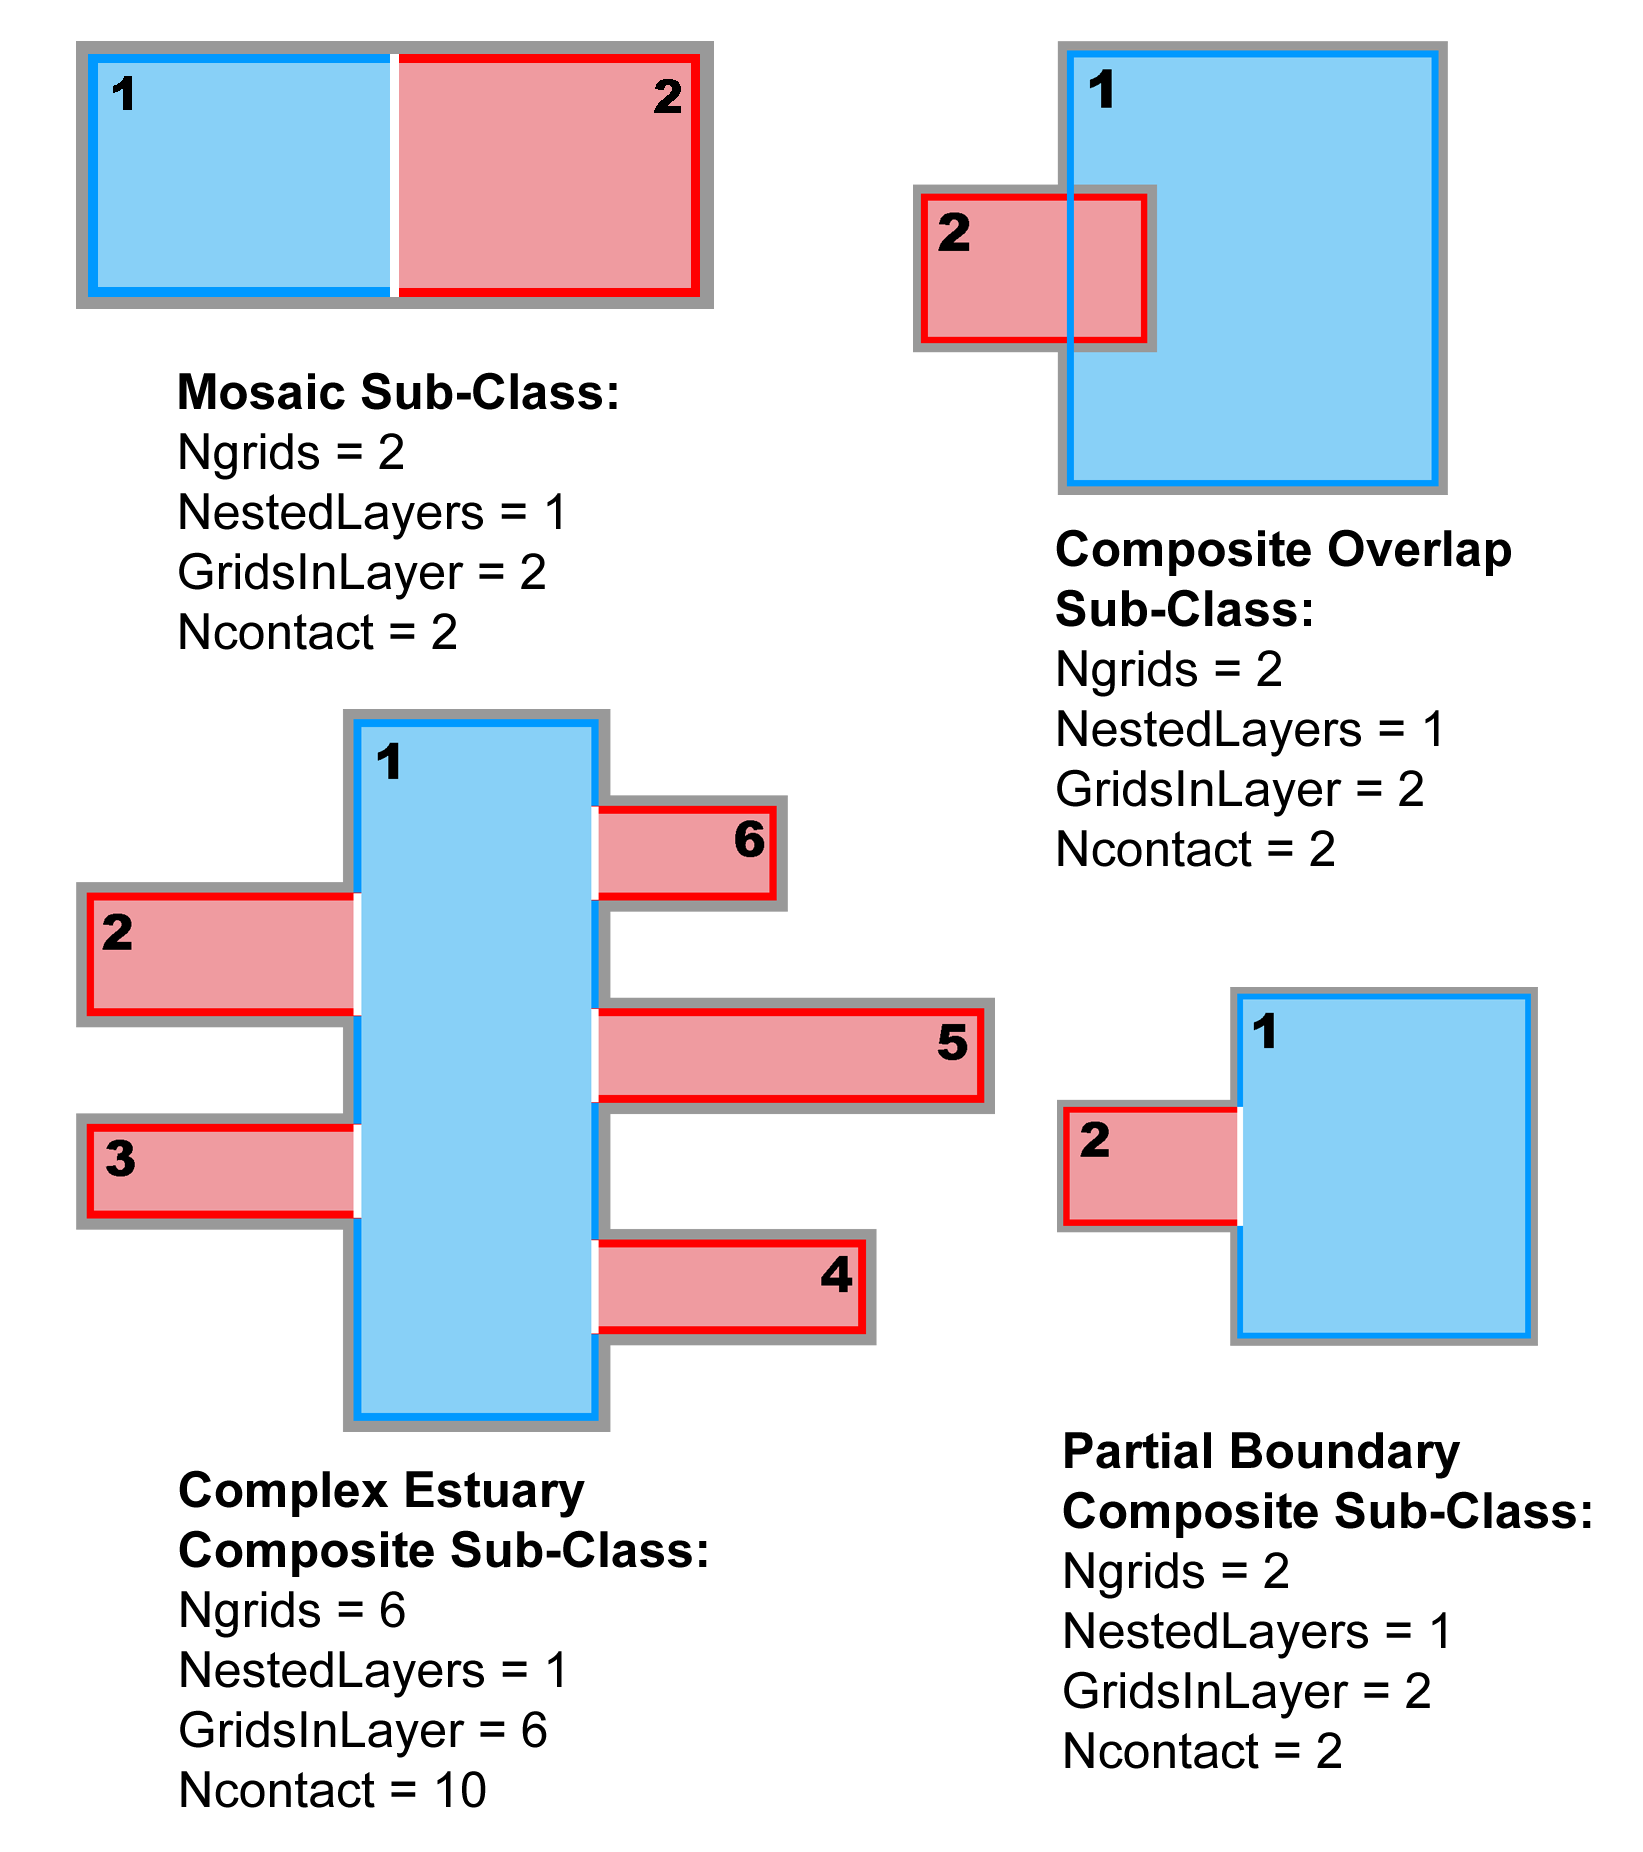 1
2
Mosaic Sub-Class:
Ngrids = 2
NestedLayers = 1
GridsInLayer = 2
Ncontact = 2
1
2
Composite Overlap
Sub-Class:
Ngrids = 2
NestedLayers = 1
GridsInLayer = 2
Ncontact = 2
1
6
2
5
3
4
Complex Estuary
Composite Sub-Class:
Ngrids = 6
NestedLayers = 1
GridsInLayer = 6
Ncontact = 10
1
2
Partial Boundary
Composite Sub-Class:
Ngrids = 2
NestedLayers = 1
GridsInLayer = 2
Ncontact = 2